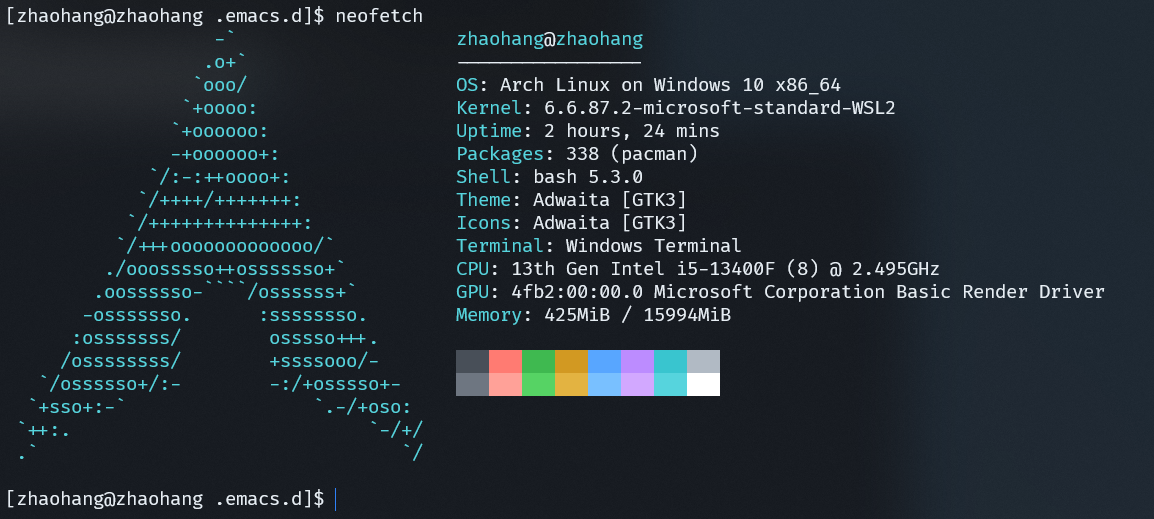 [zhaohang@zhaohang .emacs.d]$ neofetch
                   -`                     zhaohang@zhaohang
                  .o+`                    -----------------
                 `ooo/                    OS: Arch Linux on Windows 10 x86_64
                `+oooo:                   Kernel: 6.6.87.2-microsoft-standard-WSL2
               `+oooooo:                  Uptime: 2 hours, 24 mins
               -+oooooo+:                 Packages: 338 (pacman)
             `/:-:++oooo+:                Shell: bash 5.3.0
            `/++++/+++++++:               Theme: Adwaita [GTK3]
           `/++++++++++++++:              Icons: Adwaita [GTK3]
          `/+++ooooooooooooo/`            Terminal: Windows Terminal
         ./ooosssso++osssssso+`           CPU: 13th Gen Intel i5-13400F (8) @ 2.495GHz
        .oossssso-````/ossssss+`          GPU: 4fb2:00:00.0 Microsoft Corporation Basic Render Driver
       -osssssso.      :ssssssso.         Memory: 425MiB / 15994MiB
      :osssssss/        osssso+++.
     /ossssssss/        +ssssooo/-
   `/ossssso+/:-        -:/+osssso+-
  `+sso+:-`                 `.-/+oso:
 `++:.                           `-/+/
 .`                                 `/
[zhaohang@zhaohang .emacs.d]$